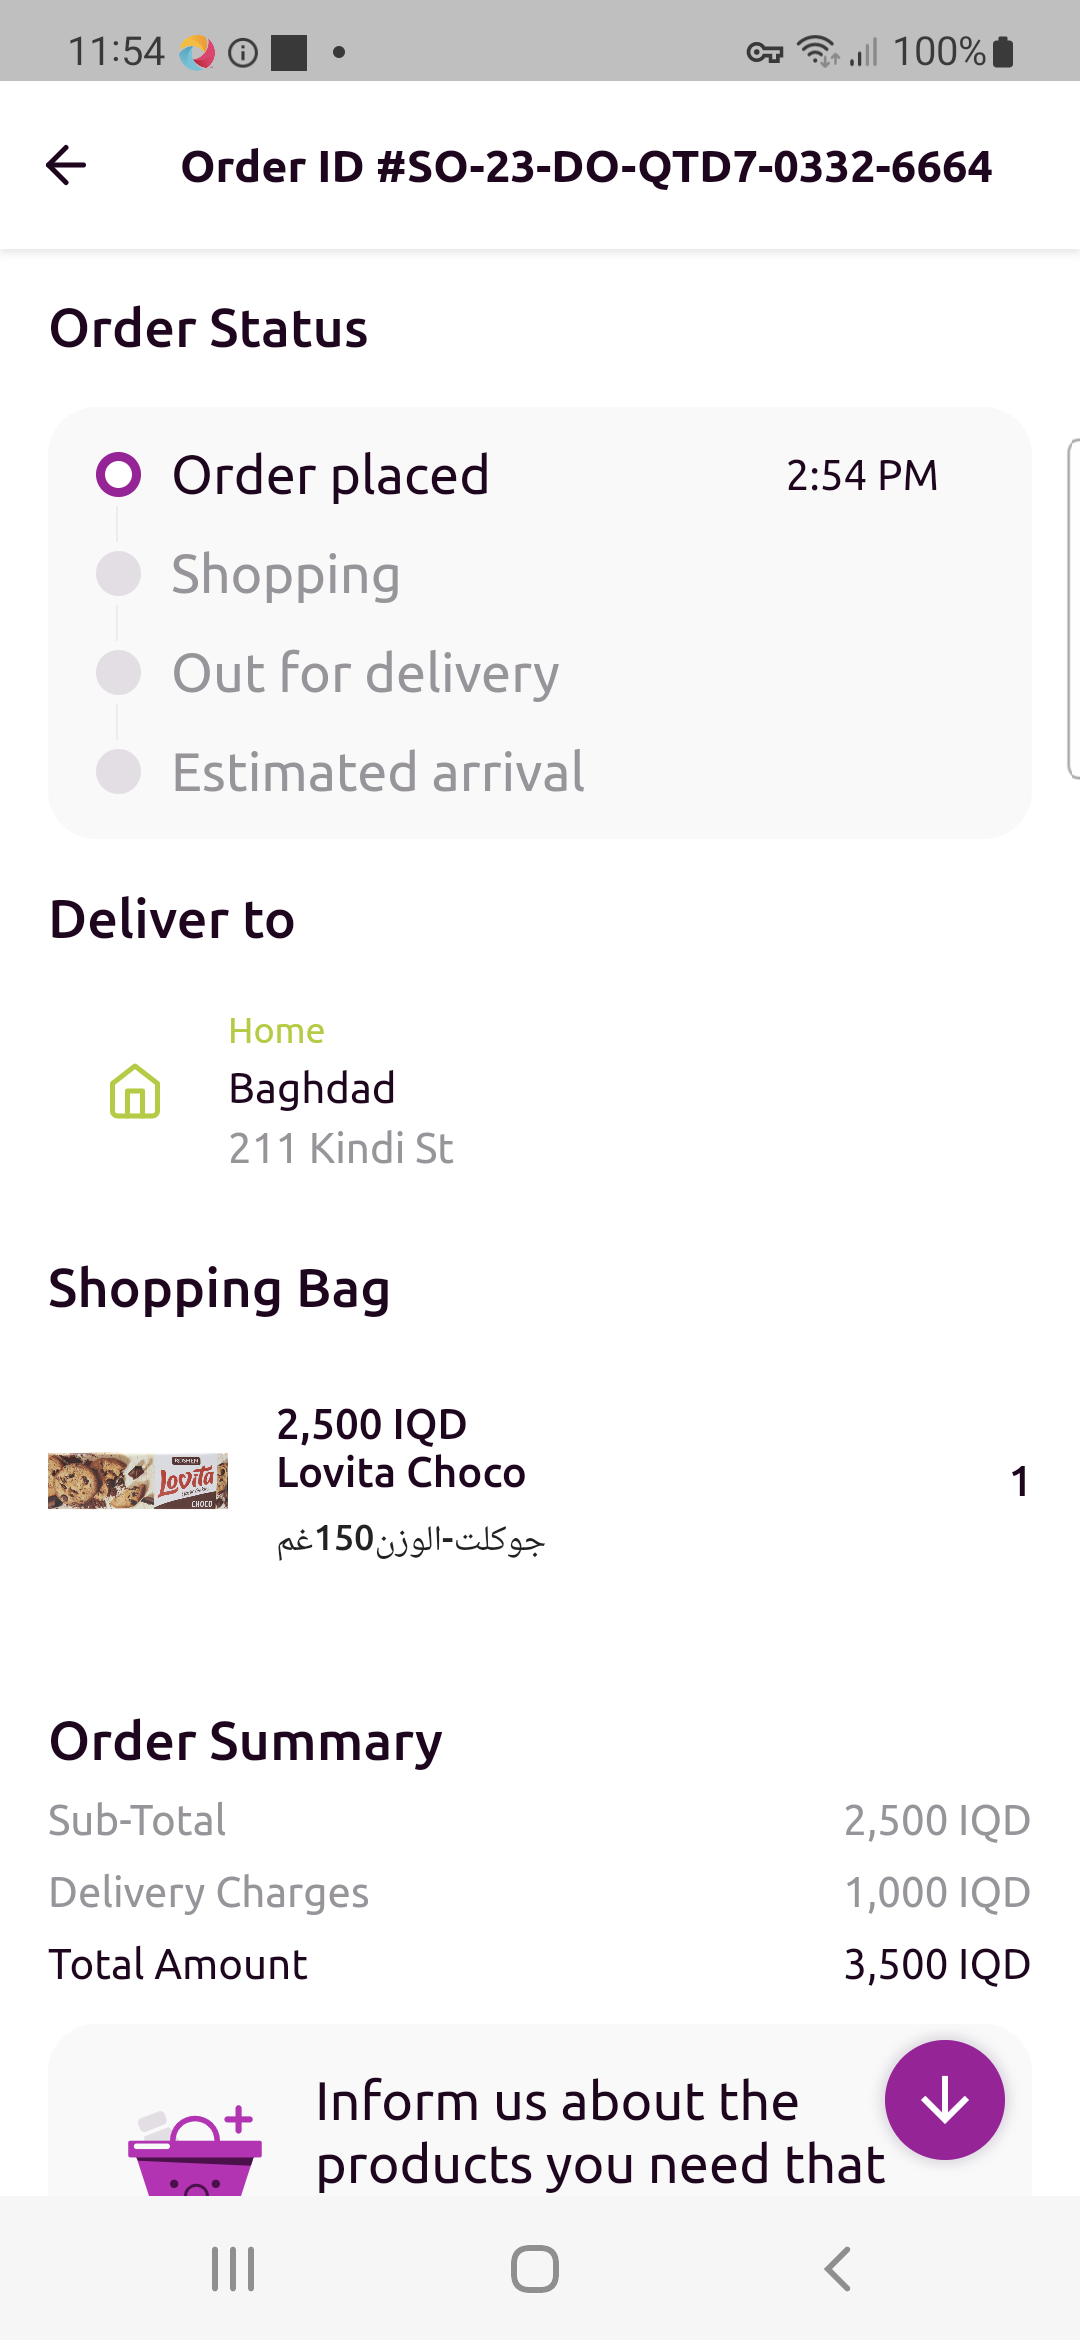 11:54
100%
Order ID #SO-23-DO-QTD7-0332-6664
Order Status
Order placed 2:54 PM
Shopping
Out for delivery
Estimated arrival
Deliver to
Home
Baghdad
211 Kindi St
Shopping Bag
2,500 IQD
Lovita Choco
1
جوكلت-الوزن150غم
ROSHEN
Lovita
CHOCO
Order Summary
Sub-Total 2,500 IQD
Delivery Charges 1,000 IQD
Total Amount 3,500 IQD
Inform us about the
products you need that